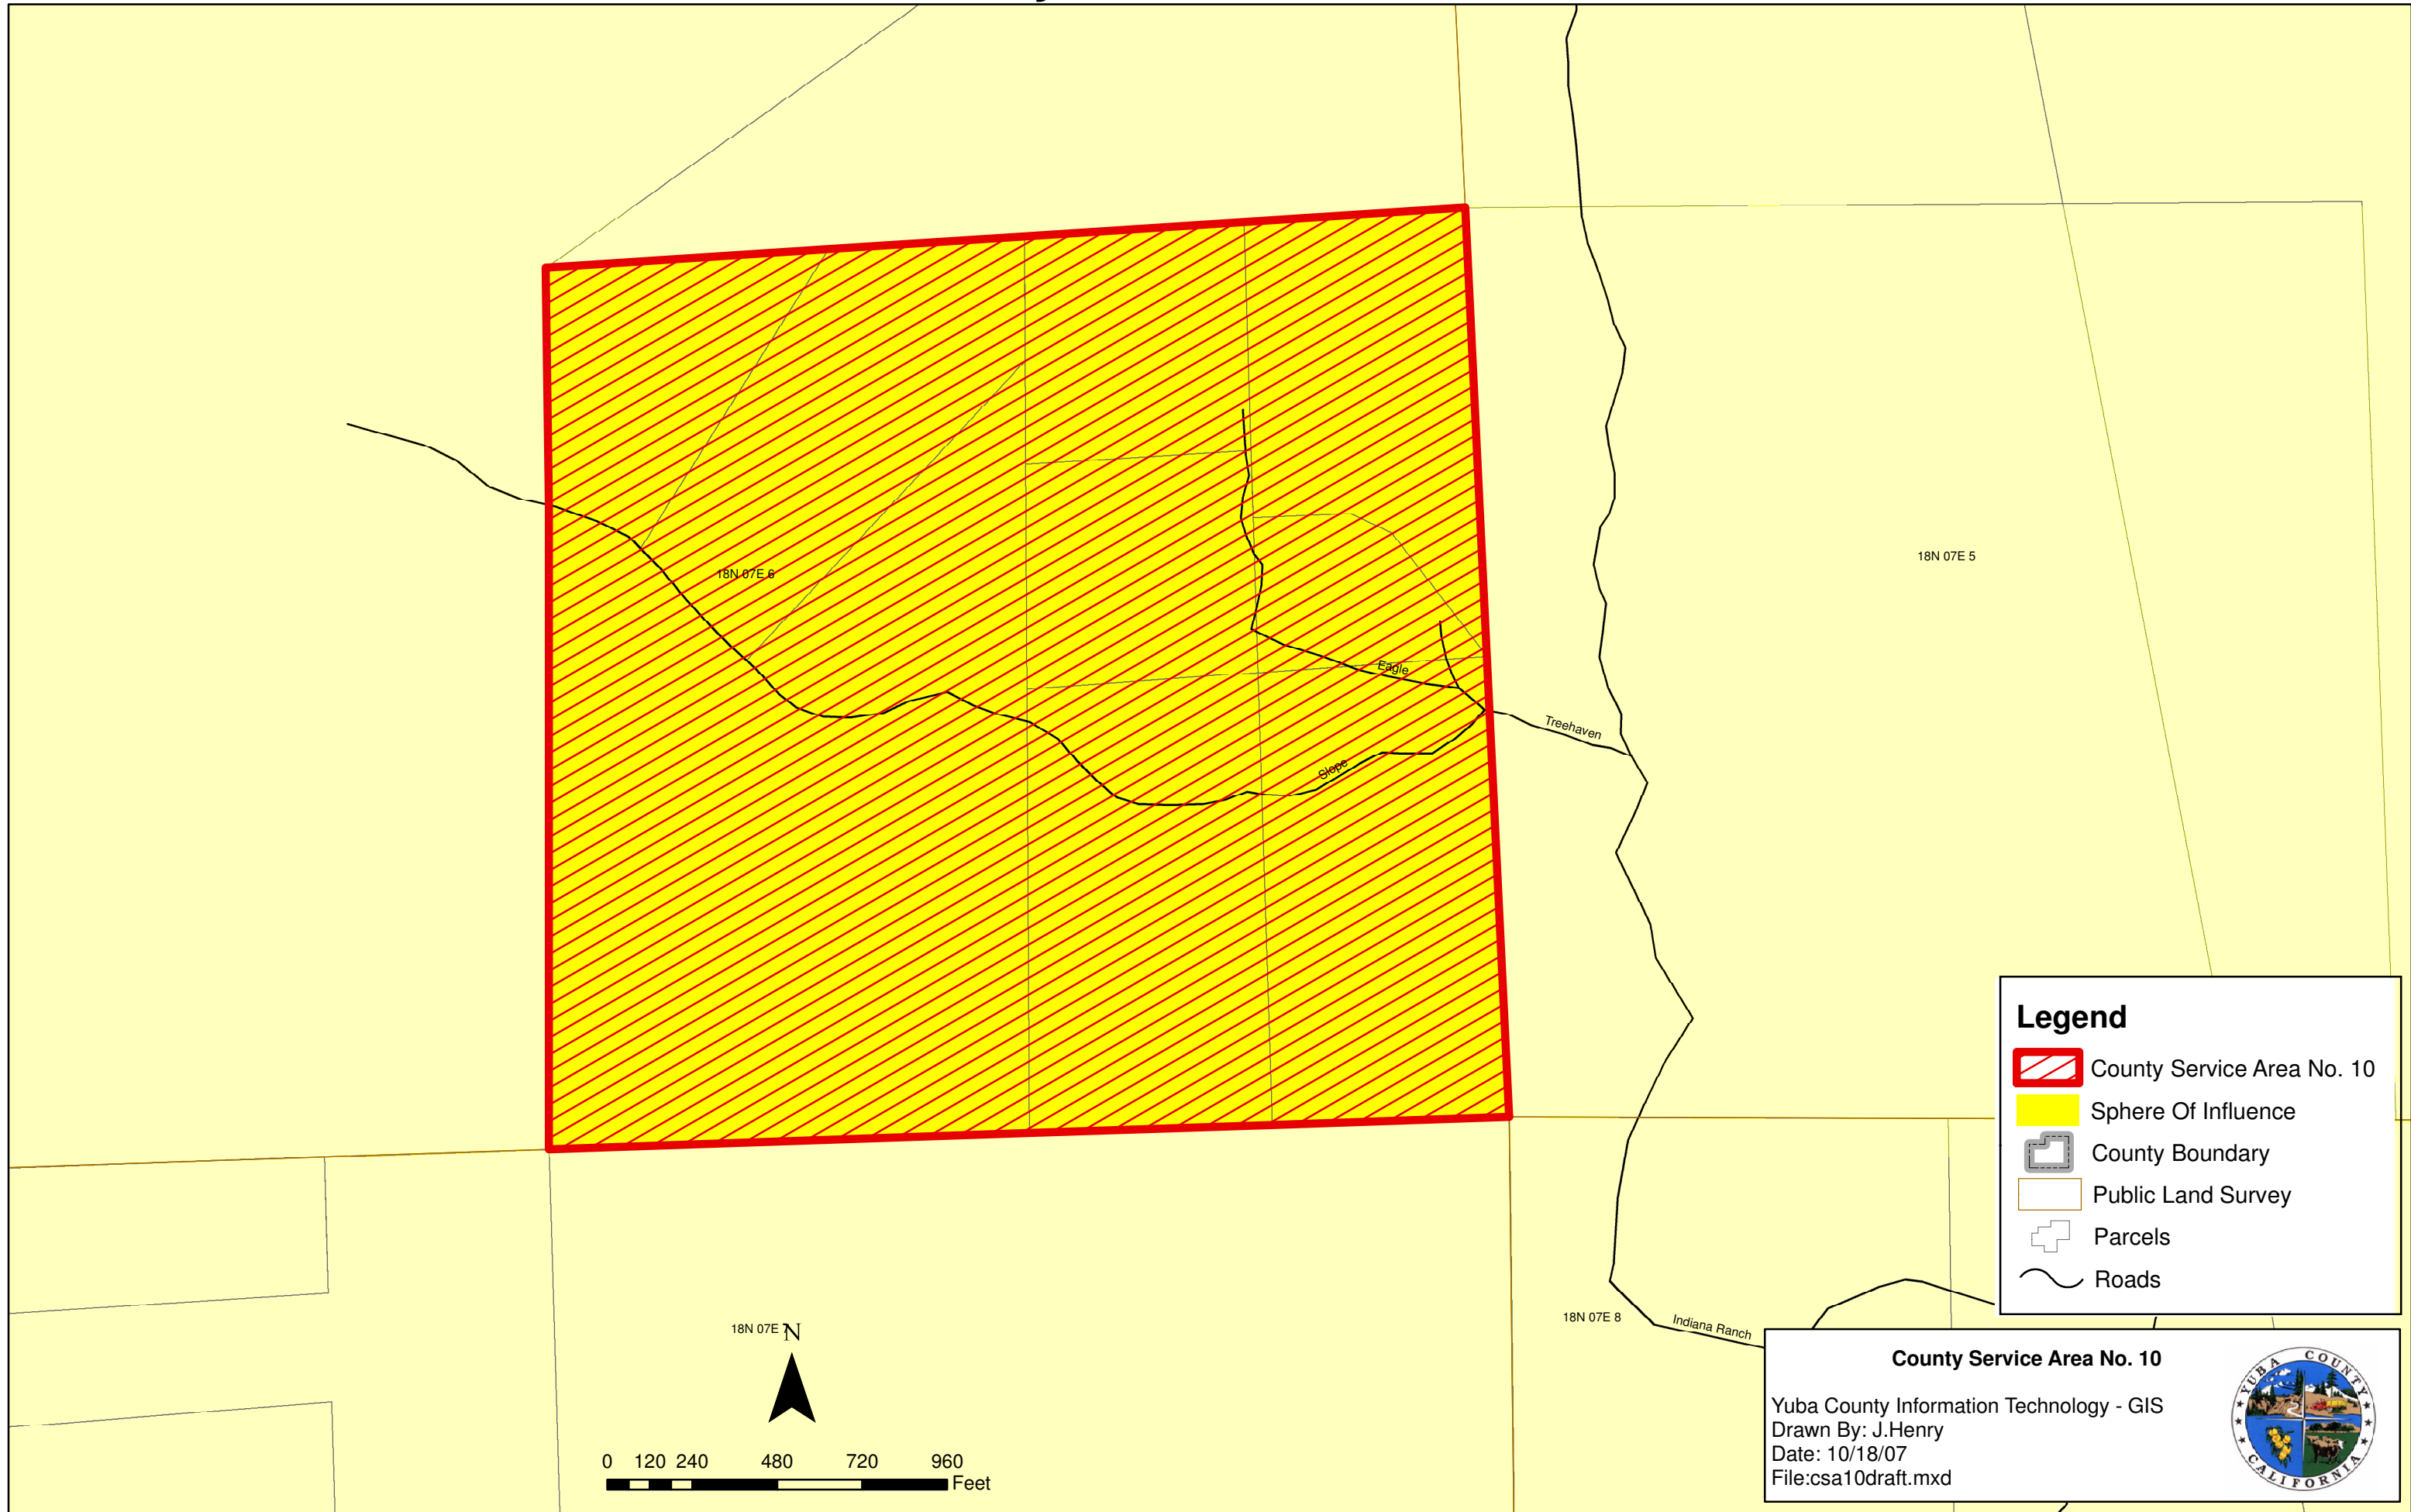 18N 07E 6
18N 07E 5
Eagle
Treehaven
Slope
Legend
County Service Area No. 10
Sphere Of Influence
County Boundary
Public Land Survey
Parcels
Roads
18N 07E 8
Indiana Ranch
18N 07E 7
N
0 120 240 480 720 960
Feet
County Service Area No. 10
Yuba County Information Technology - GIS
Drawn By: J.Henry
Date: 10/18/07
File:csa10draft.mxd
YUBA COUNTY
CALIFORNIA